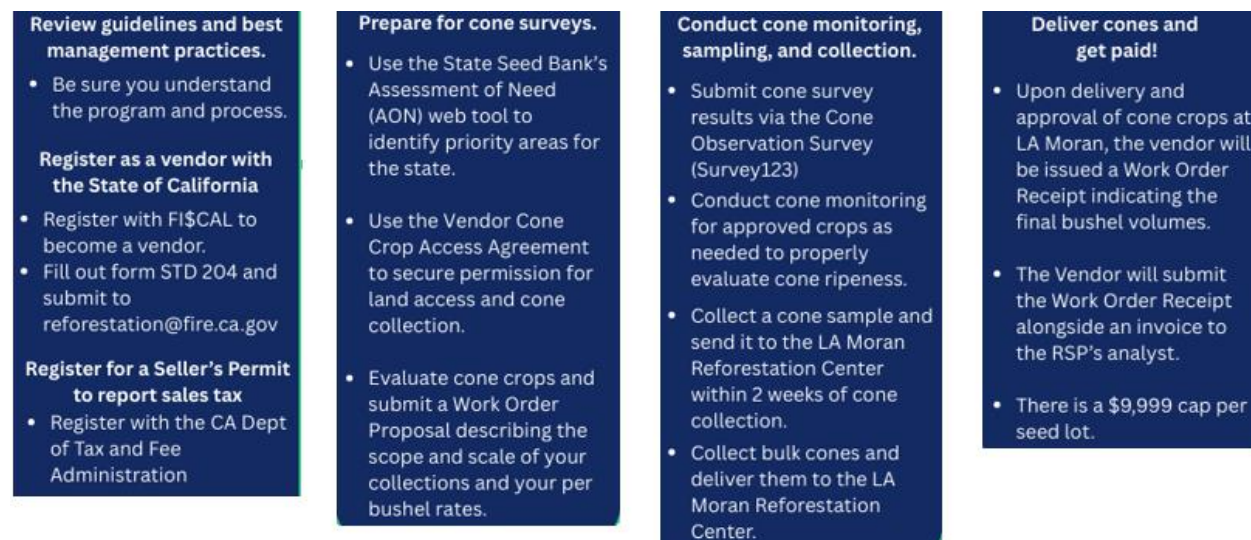 Review guidelines and best
management practices.
• Be sure you understand
the program and process.
Register as a vendor with
the State of California
• Register with FI$CAL to
become a vendor.
• Fill out form STD 204 and
submit to
reforestation@fire.ca.gov
Register for a Seller's Permit
to report sales tax
• Register with the CA Dept
of Tax and Fee
Administration
Prepare for cone surveys.
• Use the State Seed Bank's
Assessment of Need
(AON) web tool to
identify priority areas for
the state.
• Use the Vendor Cone
Crop Access Agreement
to secure permission for
land access and cone
collection.
• Evaluate cone crops and
submit a Work Order
Proposal describing the
scope and scale of your
collections and your per
bushel rates.
Conduct cone monitoring,
sampling, and collection.
• Submit cone survey
results via the Cone
Observation Survey
(Survey123)
• Conduct cone monitoring
for approved crops as
needed to properly
evaluate cone ripeness.
• Collect a cone sample and
send it to the LA Moran
Reforestation Center
within 2 weeks of cone
collection.
• Collect bulk cones and
deliver them to the LA
Moran Reforestation
Center.
Deliver cones and
get paid!
• Upon delivery and
approval of cone crops at
LA Moran, the vendor will
be issued a Work Order
Receipt indicating the
final bushel volumes.
• The Vendor will submit
the Work Order Receipt
alongside an invoice to
the RSP's analyst.
• There is a $9,999 cap per
seed lot.